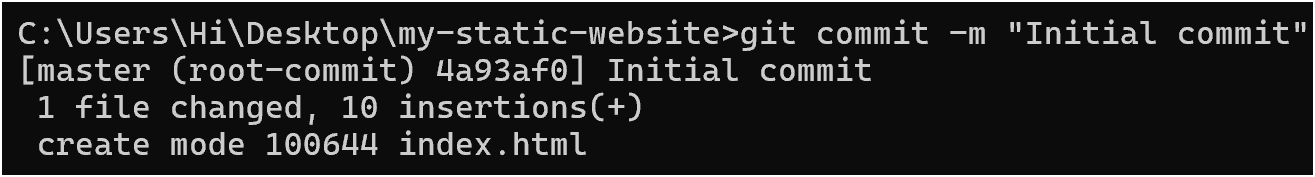 C:\Users\Hi\Desktop\my-static-website>git commit -m "Initial commit"
[master (root-commit) 4a93af0] Initial commit
 1 file changed, 10 insertions(+)
 create mode 100644 index.html